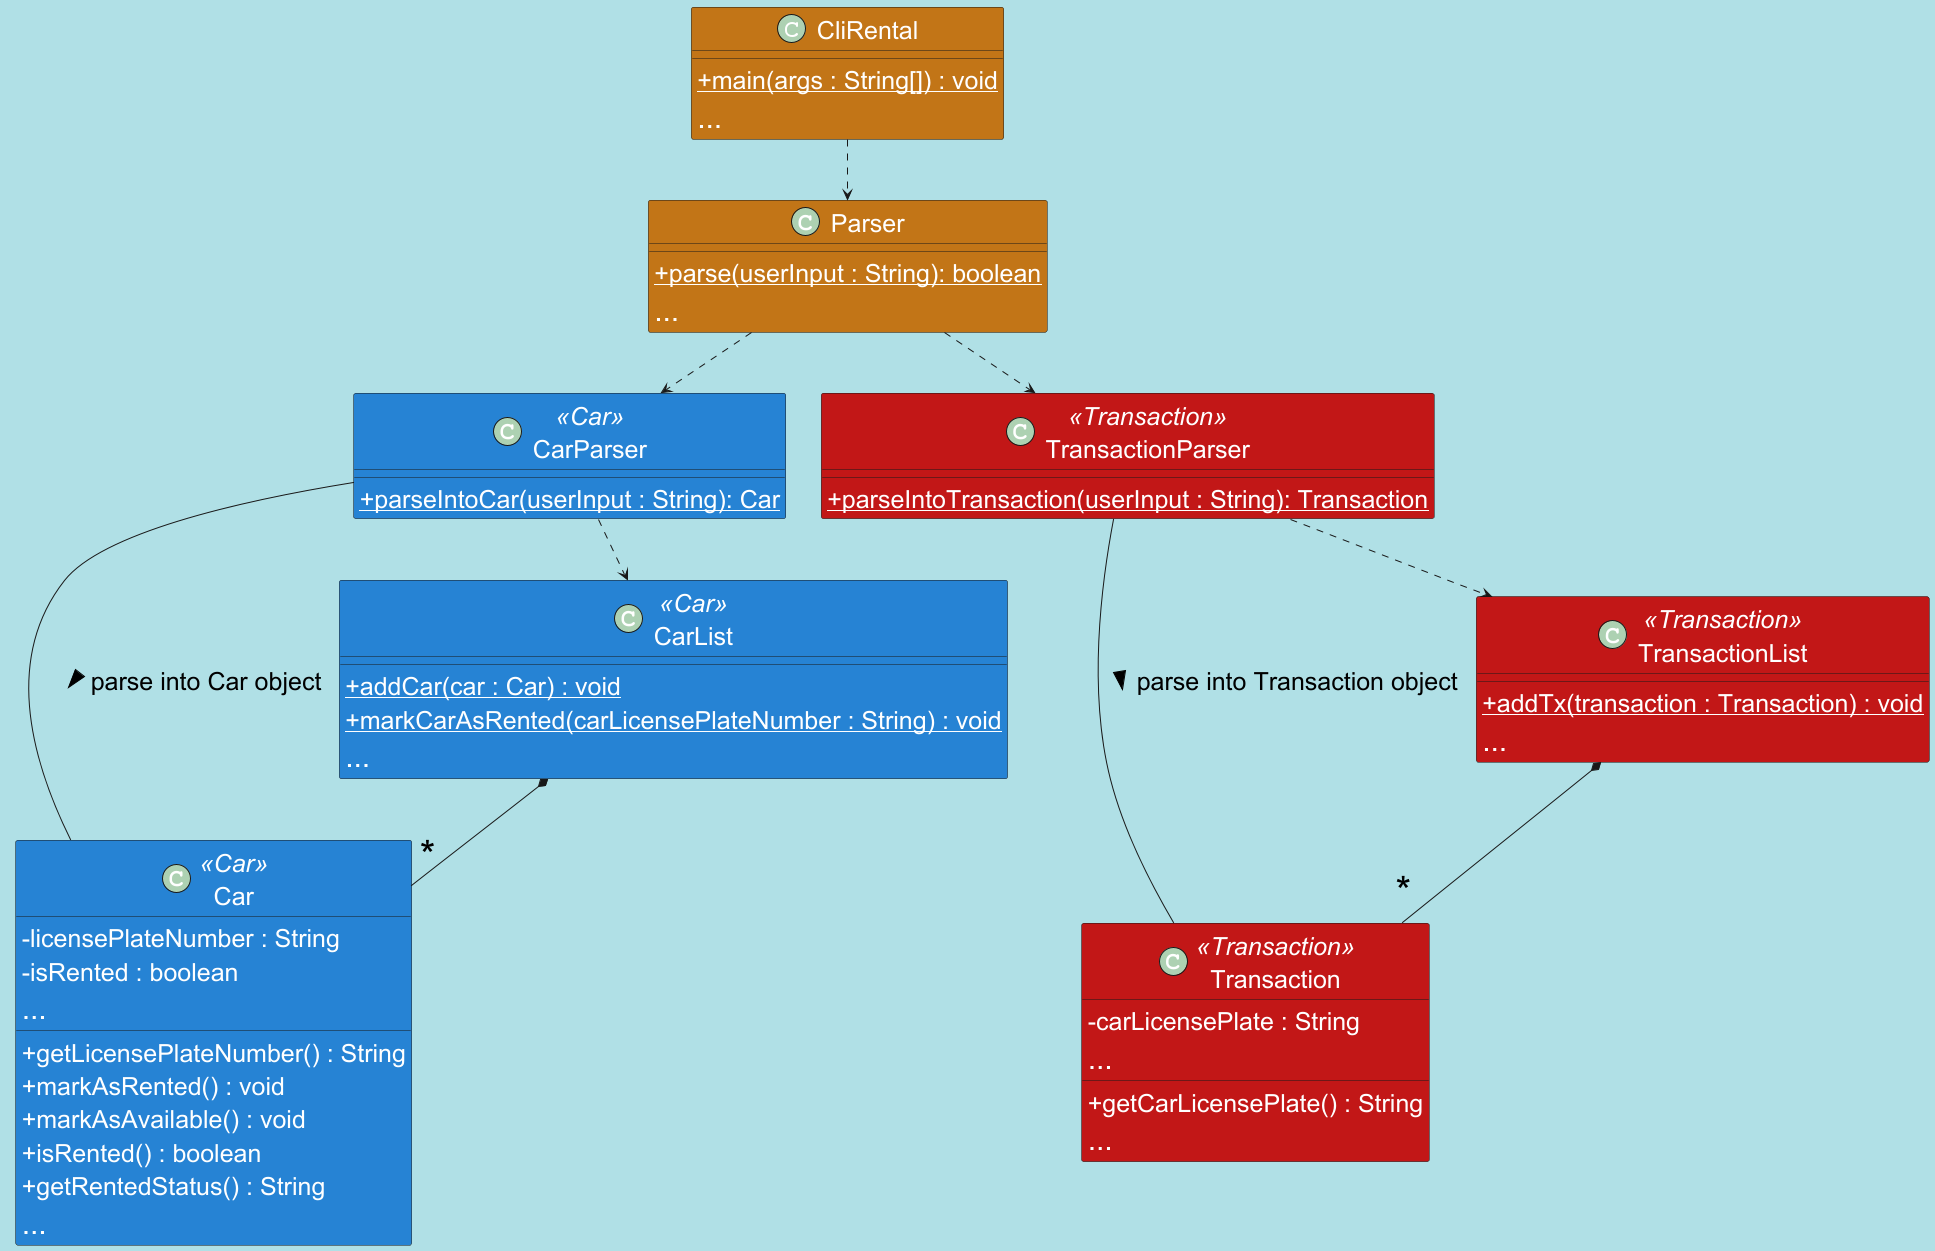 C CliRental
+main(args : String[]) : void
...
C Parser
+parse(userInput : String): boolean
...
«Car»
C CarParser
+parseIntoCar(userInput : String): Car
«Transaction»
C TransactionParser
+parseIntoTransaction(userInput : String): Transaction
«Car»
C CarList
+addCar(car : Car) : void
+markCarAsRented(carLicensePlateNumber : String) : void
...
«Transaction»
C TransactionList
+addTx(transaction : Transaction) : void
...
parse into Car object
parse into Transaction object
*
*
«Car»
C Car
-licensePlateNumber : String
-isRented : boolean
...
+getLicensePlateNumber() : String
+markAsRented() : void
+markAsAvailable() : void
+isRented() : boolean
+getRentedStatus() : String
...
«Transaction»
C Transaction
-carLicensePlate : String
...
+getCarLicensePlate() : String
...